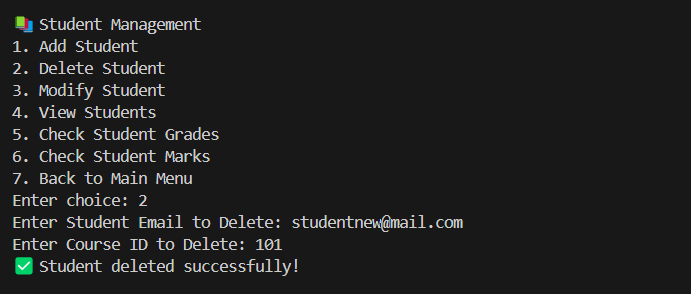 📚 Student Management
1. Add Student
2. Delete Student
3. Modify Student
4. View Students
5. Check Student Grades
6. Check Student Marks
7. Back to Main Menu
Enter choice: 2
Enter Student Email to Delete: studentnew@mail.com
Enter Course ID to Delete: 101
✅ Student deleted successfully!